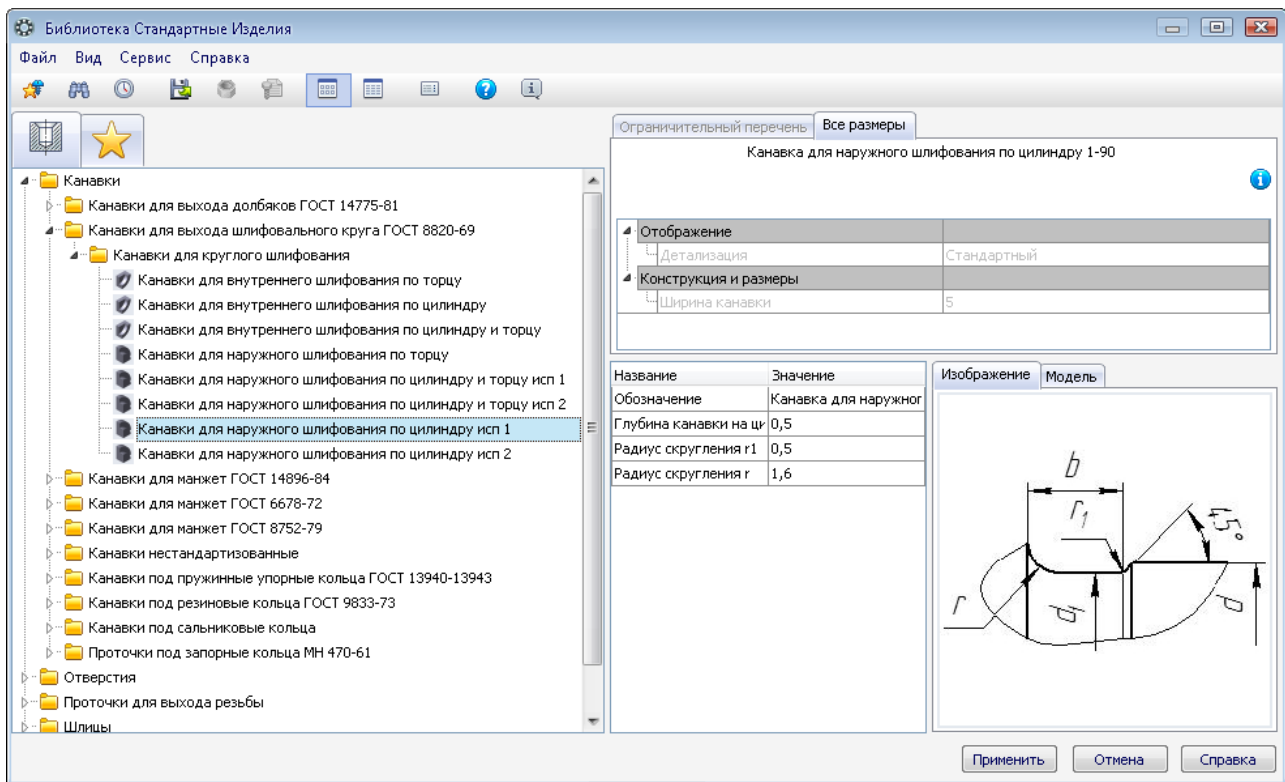 Библиотека Стандартные Изделия
Файл Вид Сервис Справка
Ограничительный перечень Все размеры
Канавка для наружного шлифования по цилиндру 1-90
Канавки
Канавки для выхода долбяков ГОСТ 14775-81
Канавки для выхода шлифовального круга ГОСТ 8820-69
Канавки для круглого шлифования
Канавки для внутреннего шлифования по торцу
Канавки для внутреннего шлифования по цилиндру
Канавки для внутреннего шлифования по цилиндру и торцу
Канавки для наружного шлифования по торцу
Канавки для наружного шлифования по цилиндру и торцу исп 1
Канавки для наружного шлифования по цилиндру и торцу исп 2
Канавки для наружного шлифования по цилиндру исп 1
Канавки для наружного шлифования по цилиндру исп 2
Канавки для манжет ГОСТ 14896-84
Канавки для манжет ГОСТ 6678-72
Канавки для манжет ГОСТ 8752-79
Канавки нестандартизованные
Канавки под пружинные упорные кольца ГОСТ 13940-13943
Канавки под резиновые кольца ГОСТ 9833-73
Канавки под сальниковые кольца
Проточки под запорные кольца МН 470-61
Отверстия
Проточки для выхода резьбы
Шлицы
Отображение
Детализация Стандартный
Конструкция и размеры
Ширина канавки 5
Название Значение
Обозначение Канавка для наружног
Глубина канавки на ци 0,5
Радиус скругления r1 0,5
Радиус скругления r 1,6
Изображение Модель
b
r1
45°
r
d1
d
Применить Отмена Справка